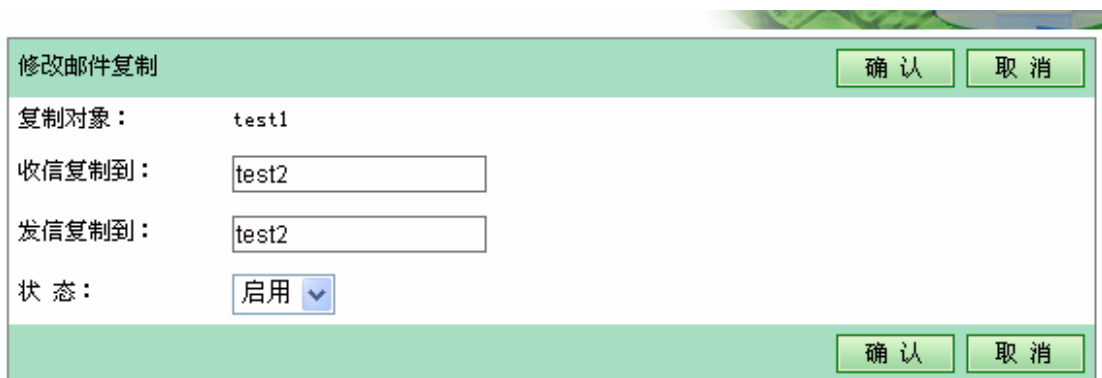 修改邮件复制 确 认 取 消
复制对象： test1
收信复制到： test2
发信复制到： test2
状 态： 启用
确 认 取 消